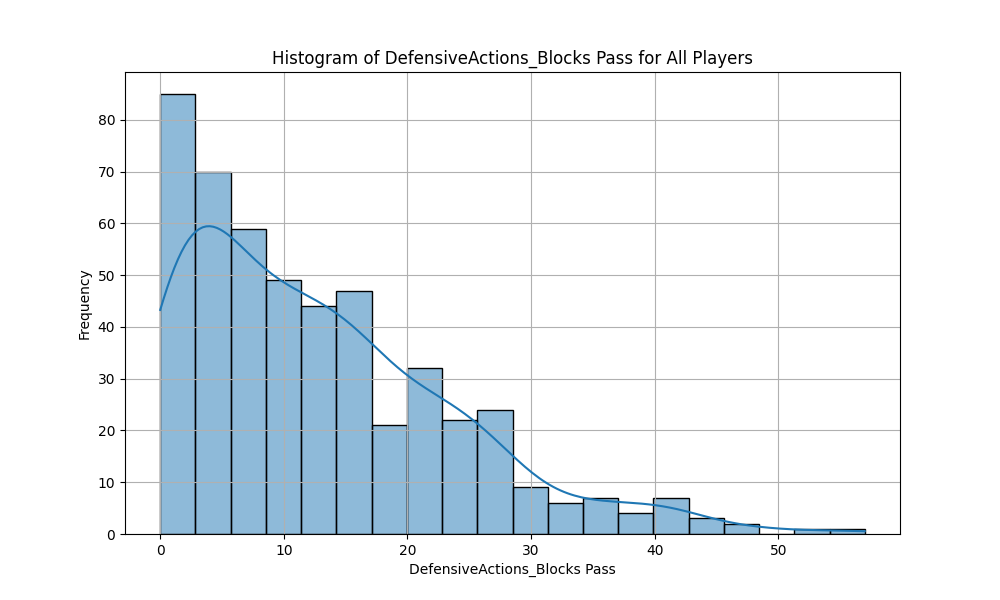 Histogram of DefensiveActions_Blocks Pass for All Players
80
70
60
50
40
30
20
10
0
Frequency
0 10 20 30 40 50
DefensiveActions_Blocks Pass